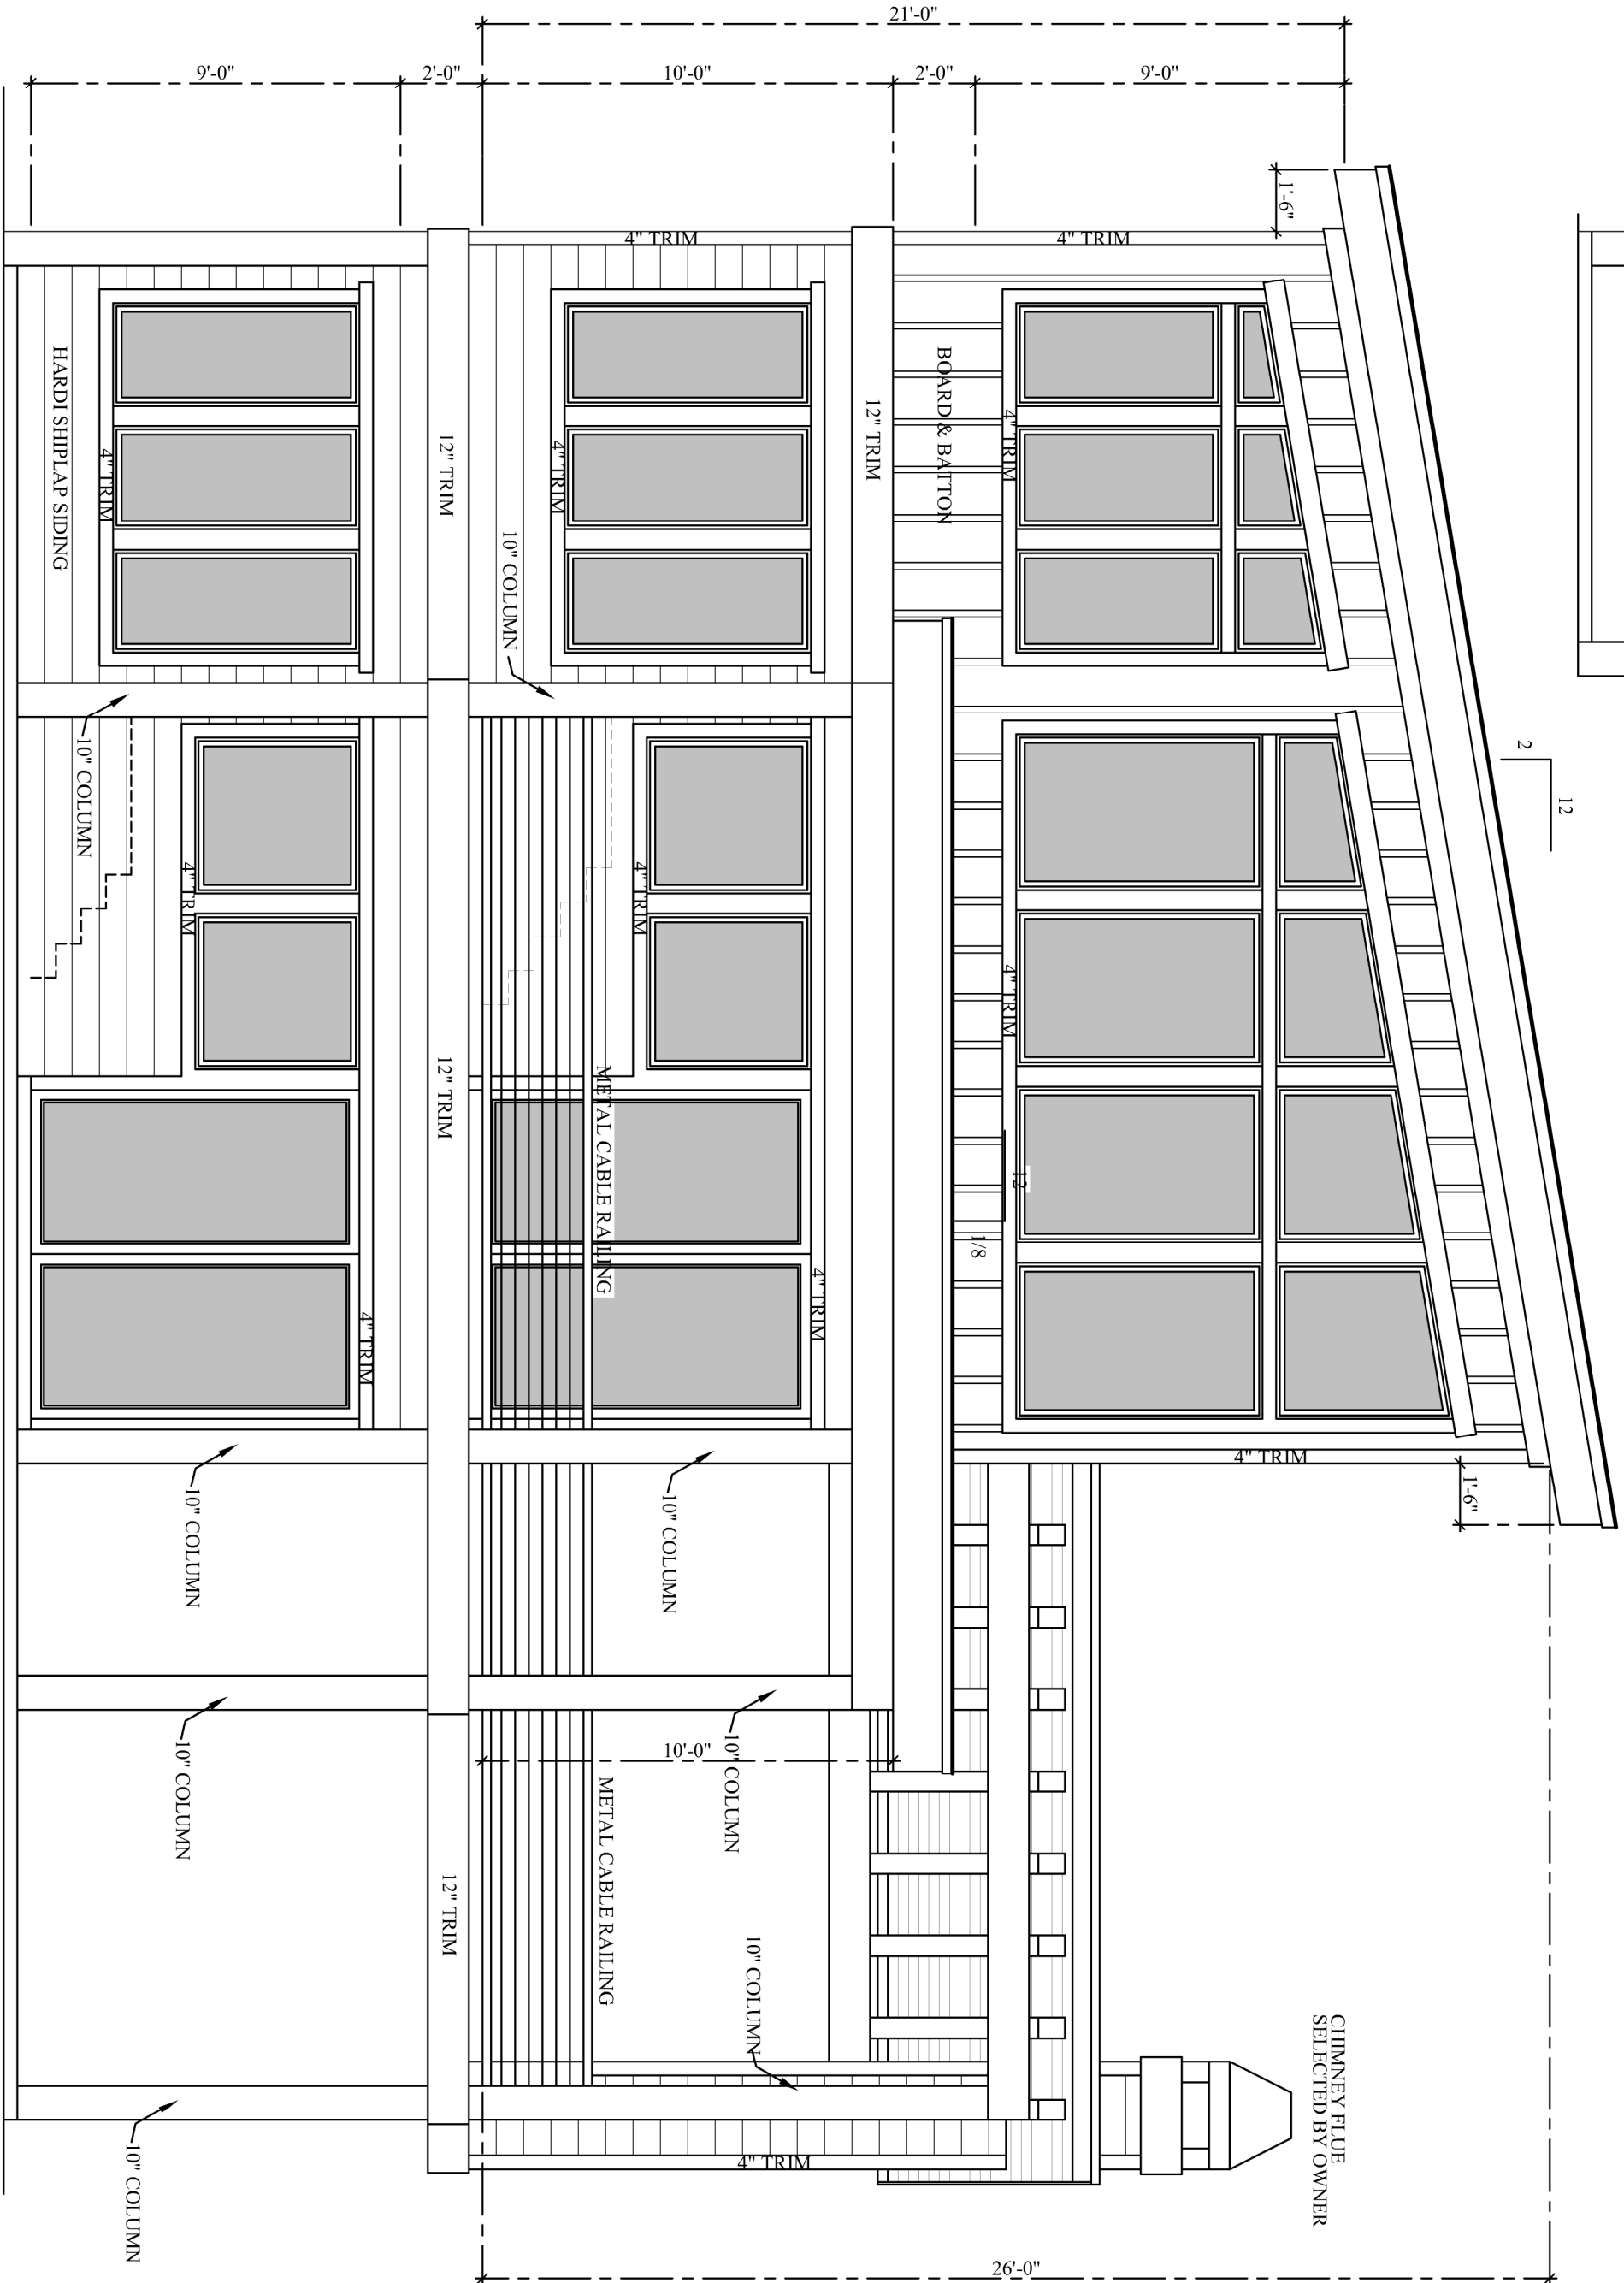 21'-0"
9'-0"
2'-0"
10'-0"
2'-0"
9'-0"
1'-6"
4" TRIM
4" TRIM
HARDI SHIPLAP SIDING
4" TRIM
12" TRIM
4" TRIM
10" COLUMN
12" TRIM
BOARD & BATTON
4" TRIM
2
12
10" COLUMN
4" TRIM
12" TRIM
4" TRIM
METAL CABLE RAILING
4" TRIM
12
1/8
4" TRIM
4" TRIM
4" TRIM
1'-6"
10" COLUMN
10" COLUMN
10" COLUMN
10'-0"
10" COLUMN
METAL CABLE RAILING
12" TRIM
10" COLUMN
CHIMNEY FLUE
SELECTED BY OWNER
10" COLUMN
4" TRIM
26'-0"